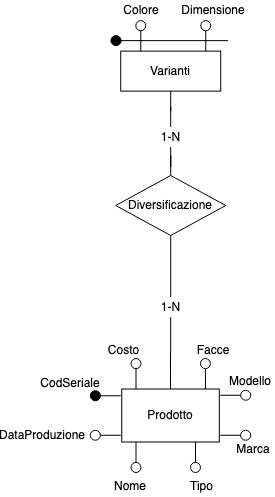 Colore Dimensione
Varianti
1-N
Diversificazione
1-N
Costo Facce
CodSeriale Modello
Prodotto
DataProduzione Marca
Nome Tipo